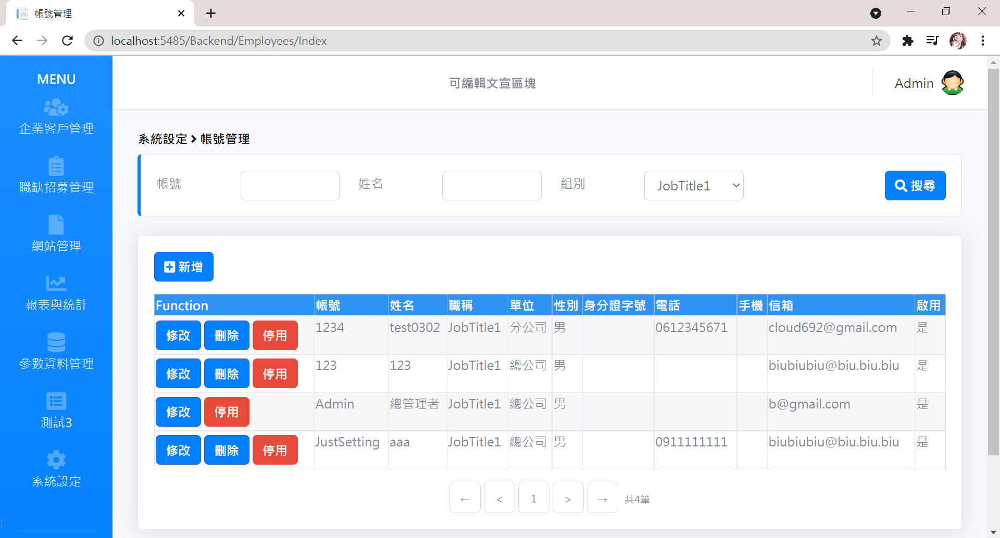 帳號管理
localhost:5485/Backend/Employees/Index
MENU
企業客戶管理
職缺招募管理
網站管理
報表與統計
參數資料管理
測試3
系統設定
;
可編輯文宣區塊
Admin
系統設定 > 帳號管理
帳號 姓名 組別 JobTitle1 搜尋
新增
Function 帳號 姓名 職稱 單位 性別 身分證字號 電話 手機 信箱 啟用
修改 刪除 停用 1234 test0302 JobTitle1 分公司 男 0612345671 cloud692@gmail.com 是
修改 刪除 停用 123 123 JobTitle1 總公司 男 biubiubiu@biu.biu.biu 是
修改 停用 Admin 總管理者 JobTitle1 總公司 男 b@gmail.com 是
修改 刪除 停用 JustSetting aaa JobTitle1 總公司 男 0911111111 biubiubiu@biu.biu.biu 是
← < 1 > → 共4筆